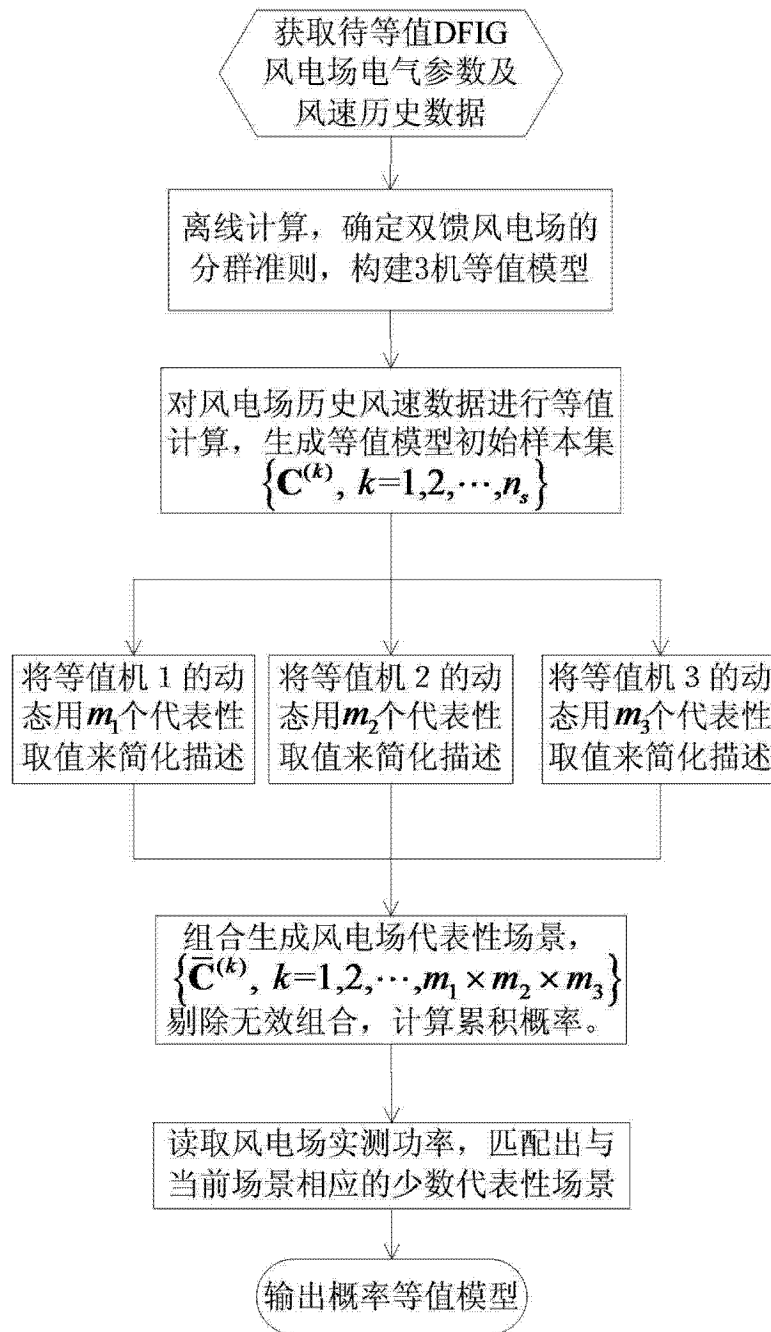 获取待等值DFIG
风电场电气参数及
风速历史数据
离线计算，确定双馈风电场的
分群准则，构建3机等值模型
对风电场历史风速数据进行等值
计算，生成等值模型初始样本集
{C^(k), k=1,2,⋯,n_s}
将等值机1的动
态用m₁个代表性
取值来简化描述
将等值机2的动
态用m₂个代表性
取值来简化描述
将等值机3的动
态用m₃个代表性
取值来简化描述
组合生成风电场代表性场景，
{C̅^(k), k=1,2,⋯,m₁×m₂×m₃}
剔除无效组合，计算累积概率。
读取风电场实测功率，匹配出与
当前场景相应的少数代表性场景
输出概率等值模型